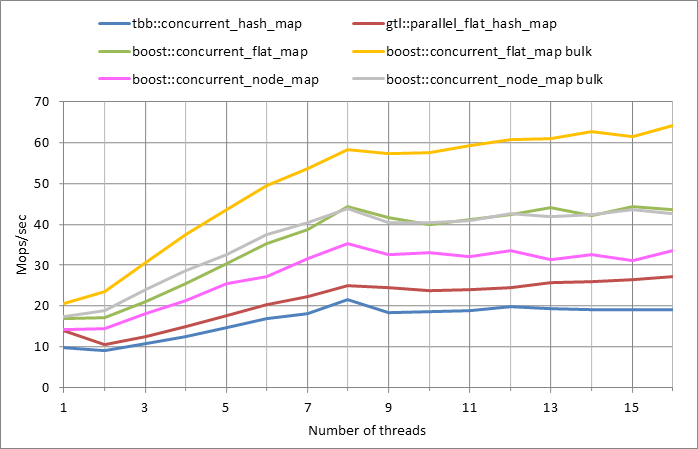 tbb::concurrent_hash_map gtl::parallel_flat_hash_map
boost::concurrent_flat_map boost::concurrent_flat_map bulk
boost::concurrent_node_map boost::concurrent_node_map bulk
70
60
50
40
30
20
10
0
Mops/sec
1 3 5 7 9 11 13 15
Number of threads